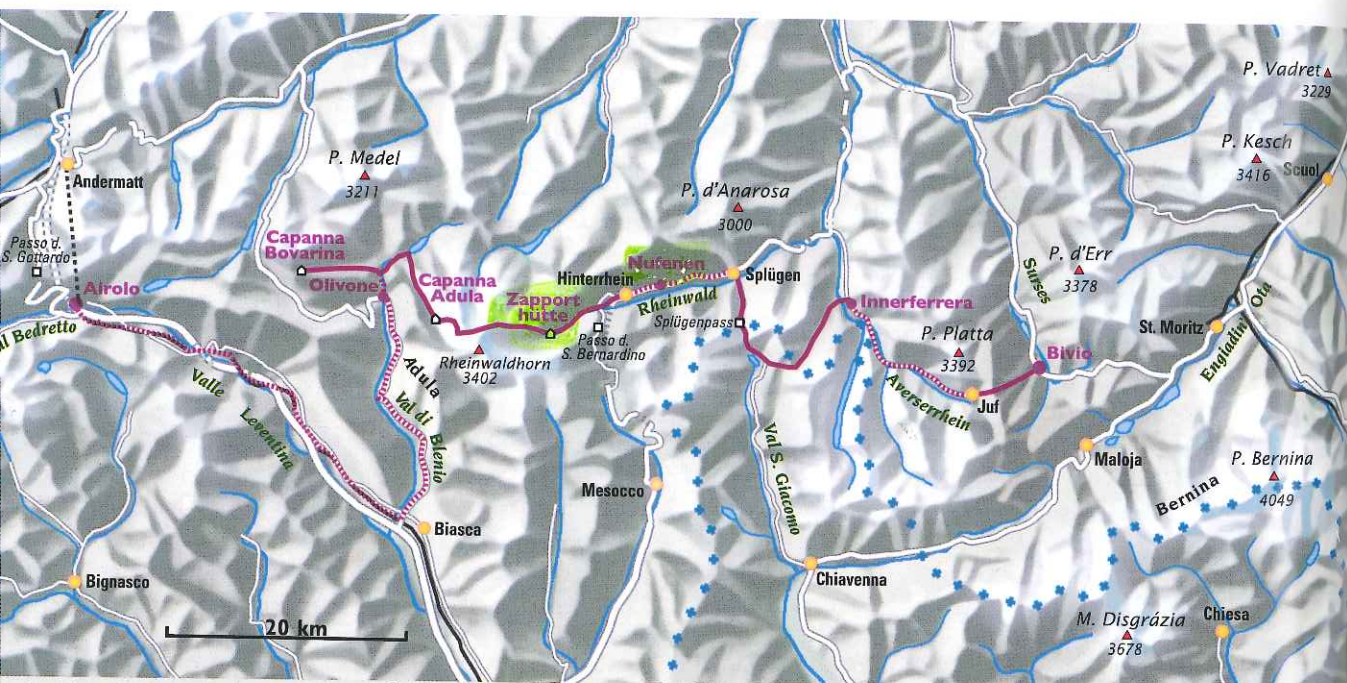 P. Vadret
3229
P. Kesch
3416
Scuol
P. Medel
3211
Andermatt
P. d'Anarosa
3000
Passo d.
S. Gottardo
Capanna
Bovarina
Olivone
Capanna
Adula
Nufenen
Hinterrhein
Splügen
Rheinwald
Zapport
hütte
Airolo
al Bedretto
Passo d.
S. Bernardino
Splügenpass
Innerferrera
Surses
P. d'Err
3378
St. Moritz
Engiadin' Ota
P. Platta
3392
Bivio
Rheinwaldhorn
3402
Averserrhein
Juf
Valle
Leventina
Adula
Val di Blenio
Val S. Giacomo
Maloja
P. Bernina
4049
Bernina
Mesocco
Biasca
Bignasco
Chiavenna
20 km
M. Disgrázia
3678
Chiesa